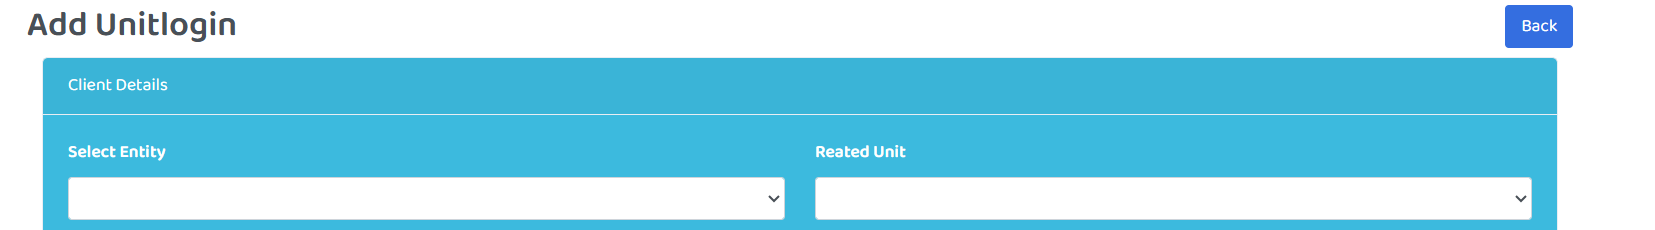 Add Unitlogin
Back
Client Details
Select Entity
Reated Unit